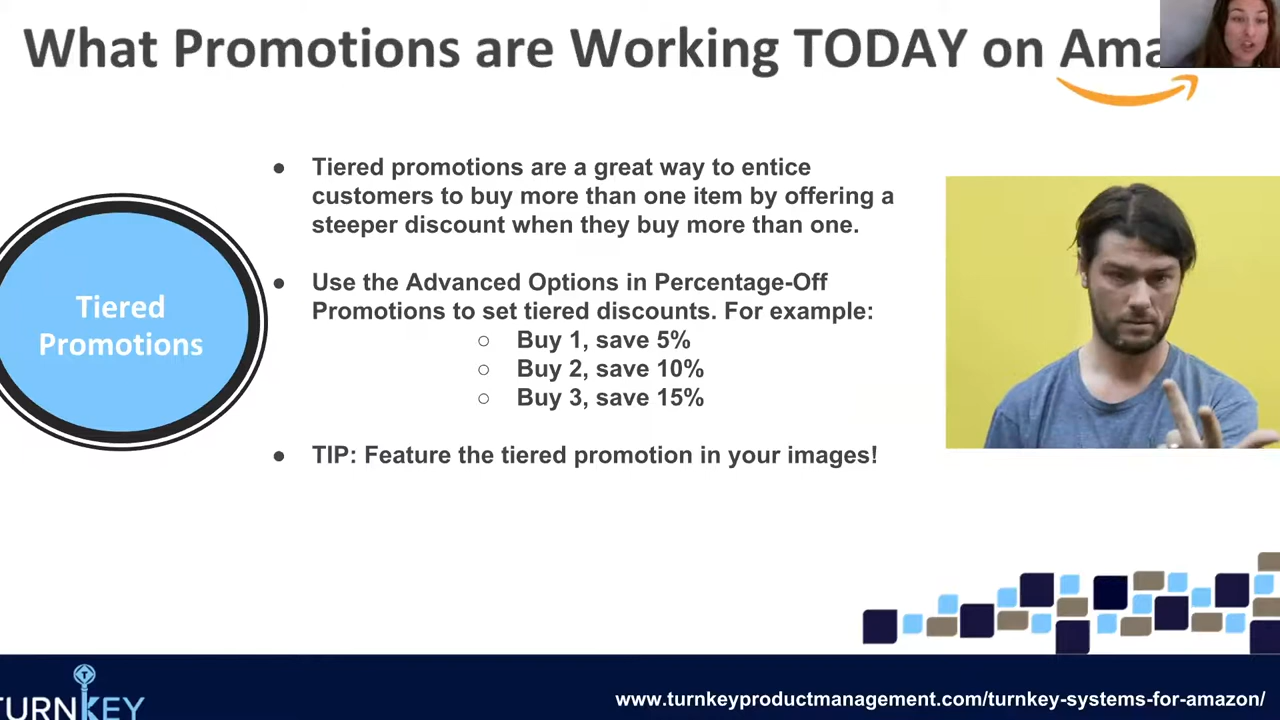 What Promotions are Working TODAY on Ama
Tiered promotions are a great way to entice
customers to buy more than one item by offering a
steeper discount when they buy more than one.
Use the Advanced Options in Percentage-Off
Promotions to set tiered discounts. For example:
Buy 1, save 5%
Buy 2, save 10%
Buy 3, save 15%
TIP: Feature the tiered promotion in your images!
Tiered
Promotions
TURNKEY
www.turnkeyproductmanagement.com/turnkey-systems-for-amazon/